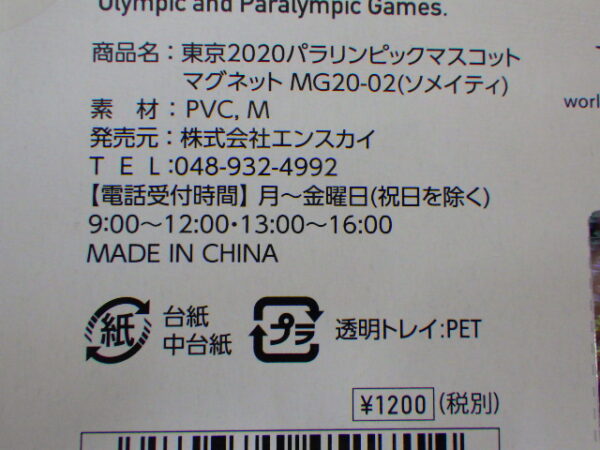 Olympic and Paralympic Games.
商品名：東京2020パラリンピックマスコット
マグネット MG20-02(ソメイティ)
素　材：PVC, M
発売元：株式会社エンスカイ
ＴＥＬ:048-932-4992
【電話受付時間】月～金曜日(祝日を除く)
9:00～12:00・13:00～16:00
MADE IN CHINA
紙 台紙
中台紙
プラ 透明トレイ:PET
¥1200 (税別)
worl